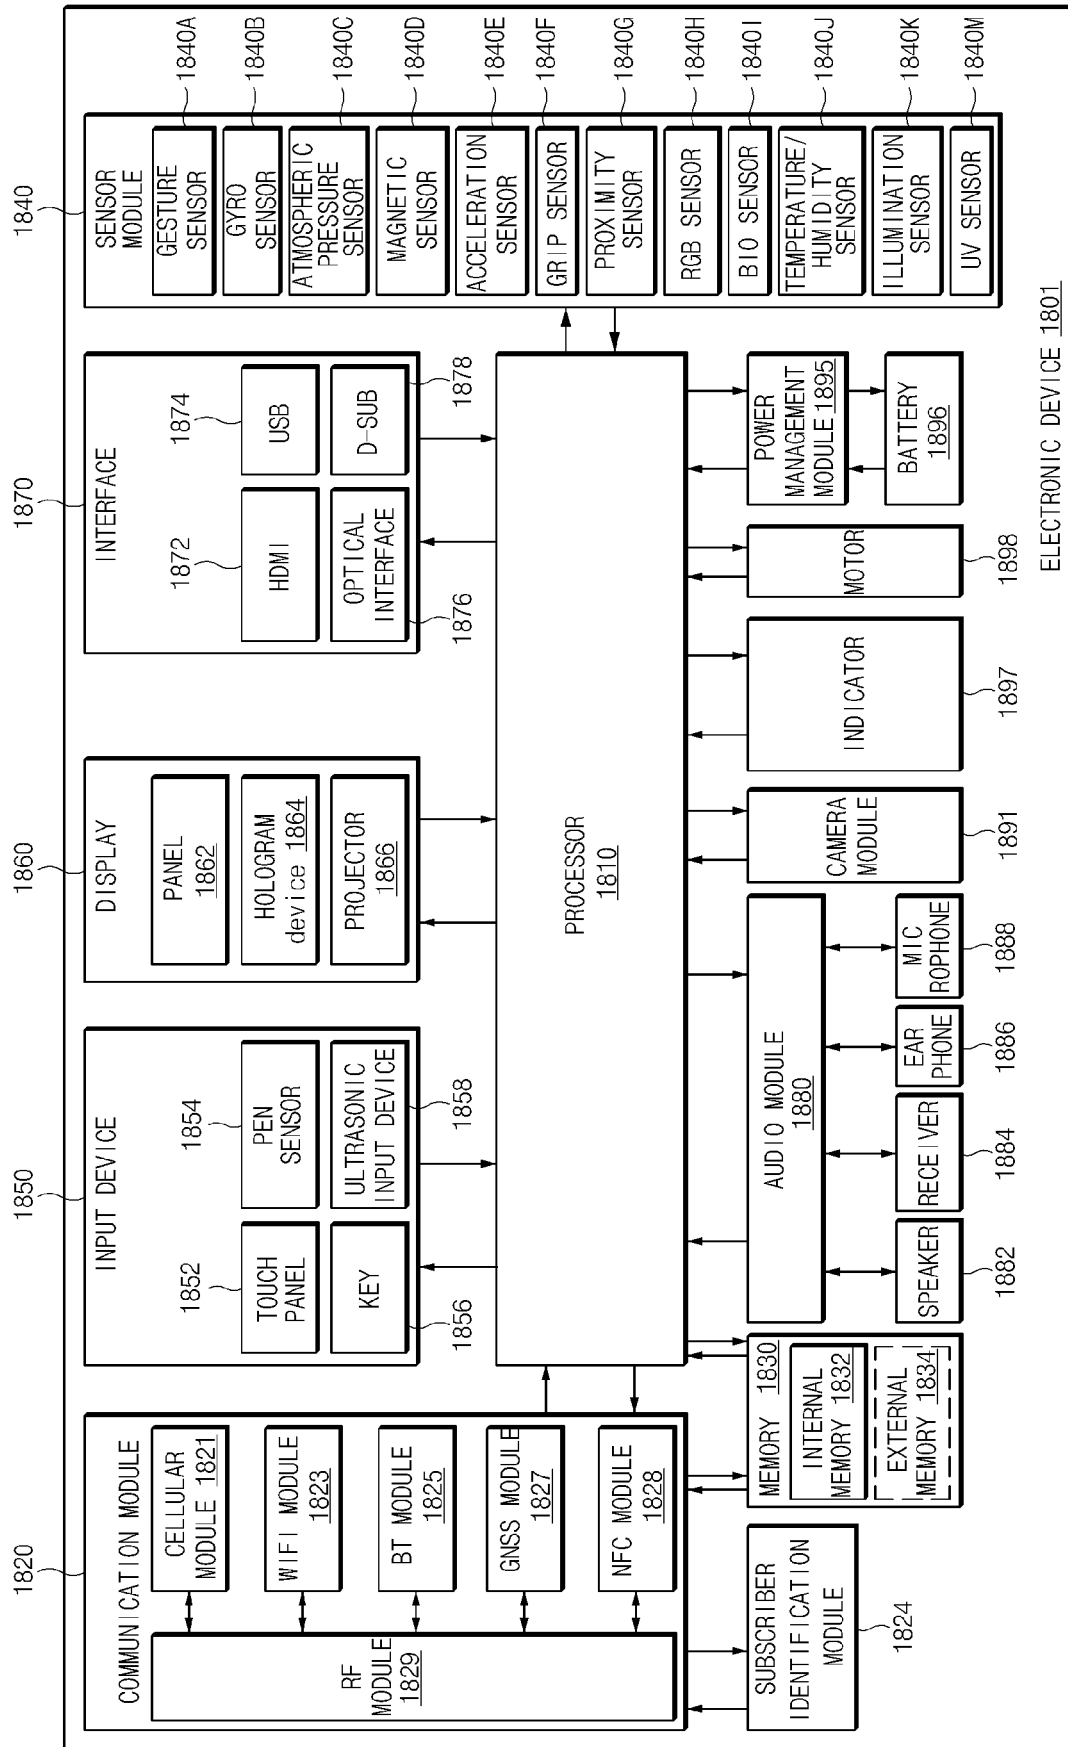 1820
COMMUNICATION MODULE
CELLULAR
MODULE 1821
WIFI MODULE
1823
BT MODULE
1825
GNSS MODULE
1827
NFC MODULE
1828
RF
MODULE
1829
SUBSCRIBER
IDENTIFICATION
MODULE
1824
1850
INPUT DEVICE
1852
TOUCH
PANEL
1854
PEN
SENSOR
KEY
1856
ULTRASONIC
INPUT DEVICE
1858
1860
DISPLAY
PANEL
1862
HOLOGRAM
device 1864
PROJECTOR
1866
1870
INTERFACE
1872
HDMI
1874
USB
OPTICAL
INTERFACE
1876
D-SUB
1878
1840
SENSOR
MODULE
GESTURE
SENSOR
1840A
GYRO
SENSOR
1840B
ATMOSPHERIC
PRESSURE
SENSOR
1840C
MAGNETIC
SENSOR
1840D
ACCELERATION
SENSOR
1840E
GRIP SENSOR
1840F
PROXIMITY
SENSOR
1840G
RGB SENSOR
1840H
BIO SENSOR
1840I
TEMPERATURE/
HUMIDITY
SENSOR
1840J
ILLUMINATION
SENSOR
1840K
UV SENSOR
1840M
PROCESSOR
1810
MEMORY 1830
INTERNAL
MEMORY 1832
EXTERNAL
MEMORY 1834
AUDIO MODULE
1880
SPEAKER
1882
RECEIVER
1884
EAR
PHONE
1886
MIC
ROPHONE
1888
CAMERA
MODULE
1891
INDICATOR
1897
MOTOR
1898
POWER
MANAGEMENT
MODULE 1895
BATTERY
1896
ELECTRONIC DEVICE 1801